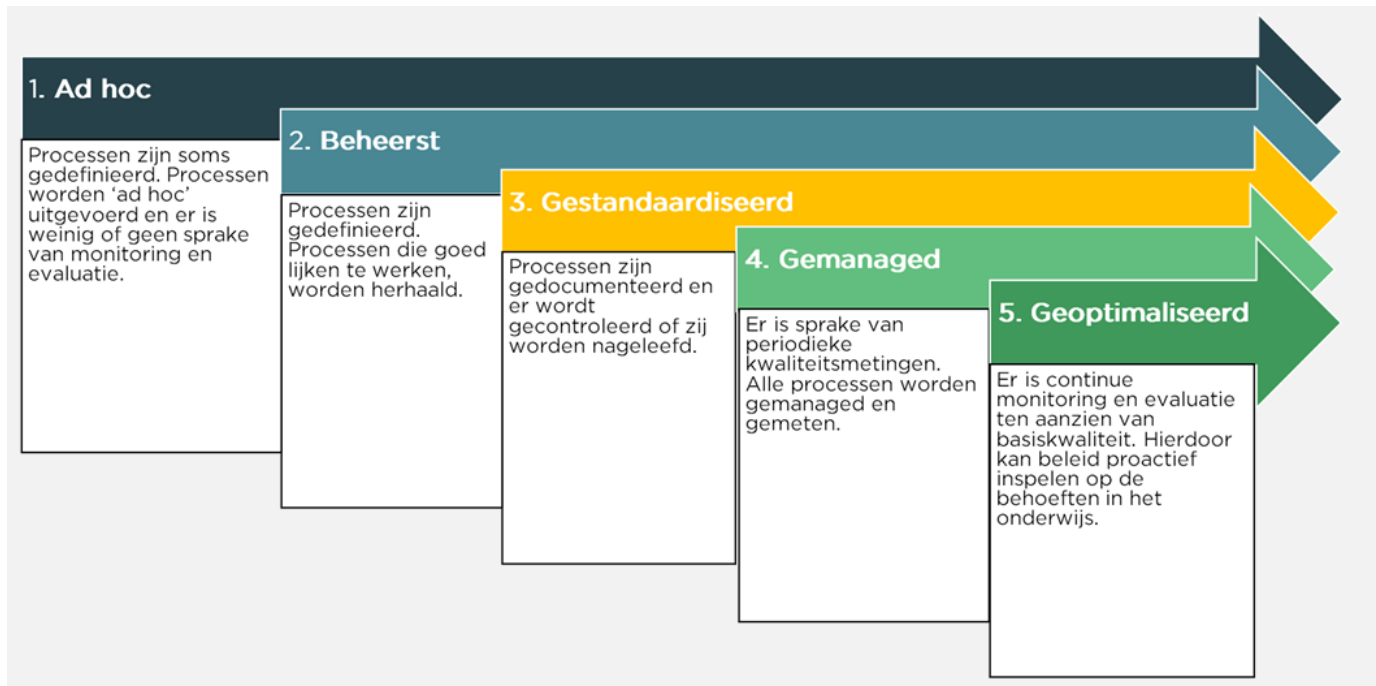 1. Ad hoc
Processen zijn soms
gedefinieerd. Processen
worden ‘ad hoc’
uitgevoerd en er is
weinig of geen sprake
van monitoring en
evaluatie.
2. Beheerst
Processen zijn
gedefinieerd.
Processen die goed
lijken te werken,
worden herhaald.
3. Gestandaardiseerd
Processen zijn
gedocumenteerd en
er wordt
gecontroleerd of zij
worden nageleefd.
4. Gemanaged
Er is sprake van
periodieke
kwaliteitsmetingen.
Alle processen worden
gemanaged en
gemeten.
5. Geoptimaliseerd
Er is continue
monitoring en evaluatie
ten aanzien van
basiskwaliteit. Hierdoor
kan beleid proactief
inspelen op de
behoeften in het
onderwijs.